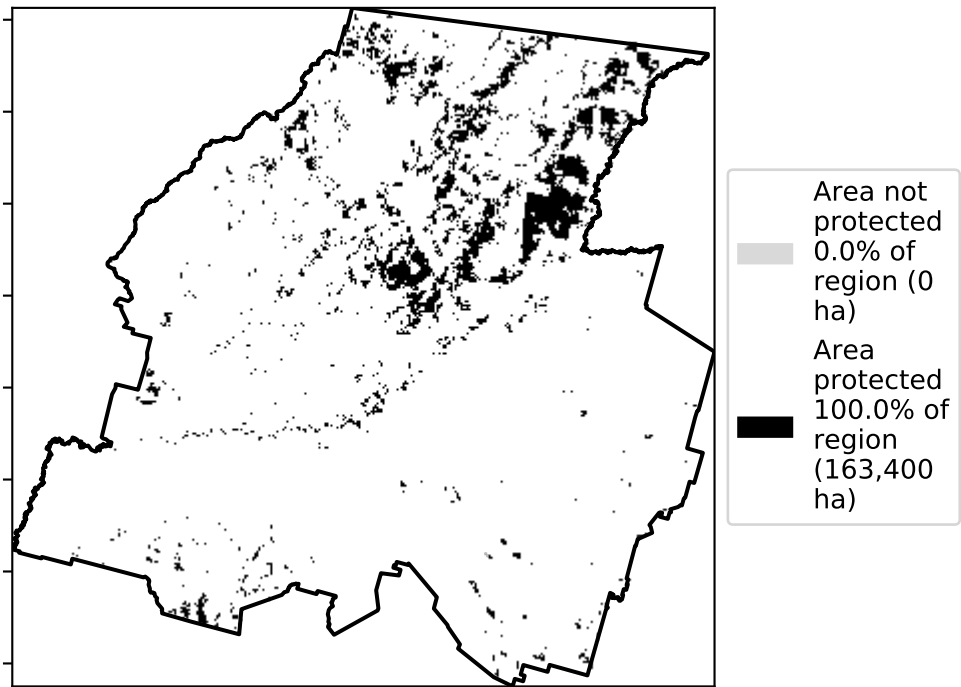 Area not
protected
0.0% of
region (0
ha)
Area
protected
100.0% of
region
(163,400
ha)